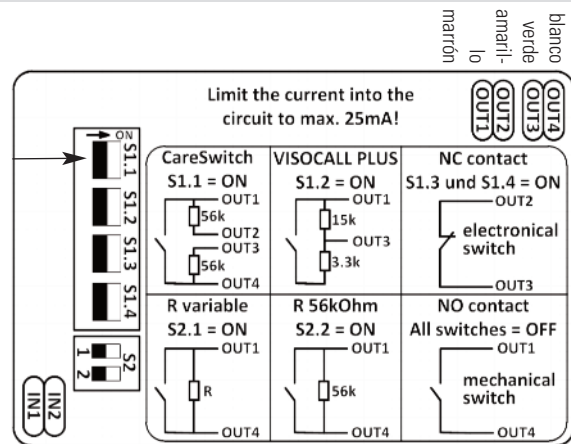 blanco
verde
amaril-
lo
marrón
OUT4
OUT3
OUT2
OUT1
Limit the current into the
circuit to max. 25mA!
ON
S1.1
S1.2
S1.3
S1.4
S2
1
2
IN1
IN2
CareSwitch
S1.1 = ON
OUT1
56k
OUT2
OUT3
56k
OUT4
VISOCALL PLUS
S1.2 = ON
OUT1
15k
OUT3
3.3k
OUT4
NC contact
S1.3 und S1.4 = ON
OUT2
electronical
switch
OUT3
R variable
S2.1 = ON
OUT1
R
OUT4
R 56kOhm
S2.2 = ON
OUT1
56k
OUT4
NO contact
All switches = OFF
OUT1
mechanical
switch
OUT4